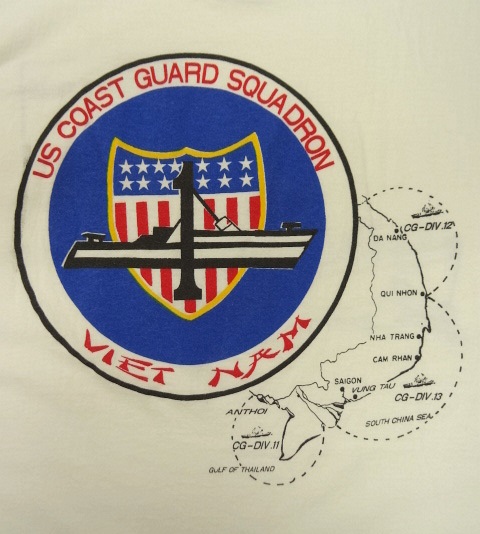 US COAST GUARD SQUADRON
1
VIET NAM
DA NANG
CG-DIV.12
QUI NHON
NHA TRANG
CAM RHAN
SAIGON
VUNG TAU
CG-DIV.13
ANTHOI
SOUTH CHINA SEA
CG-DIV.11
GULF OF THAILAND